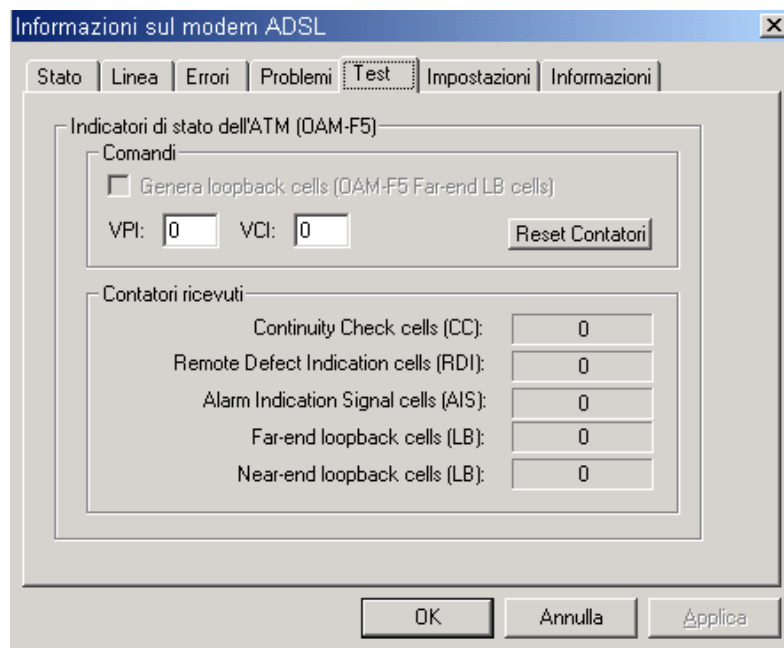 Informazioni sul modem ADSL
Stato Linea Errori Problemi Test Impostazioni Informazioni
Indicatori di stato dell'ATM (OAM-F5)
Comandi
Genera loopback cells (OAM-F5 Far-end LB cells)
VPI: 0 VCI: 0 Reset Contatori
Contatori ricevuti
Continuity Check cells (CC): 0
Remote Defect Indication cells (RDI): 0
Alarm Indication Signal cells (AIS): 0
Far-end loopback cells (LB): 0
Near-end loopback cells (LB): 0
OK Annulla Applica